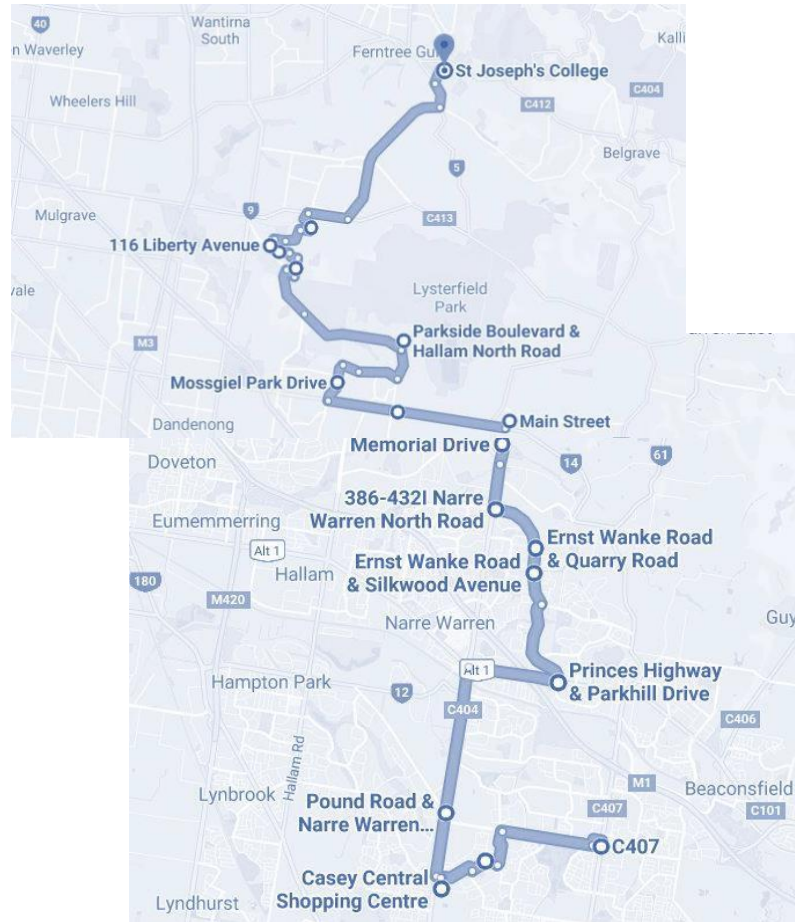 40
Wantirna
South
Ferntree Gu
Kalli
n Waverley
St Joseph's College
C404
Wheelers Hill
C412
Belgrave
5
Mulgrave
9
C413
116 Liberty Avenue
vale
Lysterfield
Park
M3
Parkside Boulevard &
Hallam North Road
Mossgiel Park Drive
Dandenong
Main Street
Memorial Drive
Doveton
14
61
386-432I Narre
Warren North Road
Eumemmerring
Ernst Wanke Road
& Quarry Road
Alt 1
Ernst Wanke Road
& Silkwood Avenue
Hallam
180
M420
Narre Warren
Guy
Alt 1
Princes Highway
& Parkhill Drive
Hampton Park
12
C404
C406
Hallam Rd
M1
Lynbrook
Beaconsfield
Pound Road &
Narre Warren...
C407
C101
C407
Casey Central
Shopping Centre
Lyndhurst